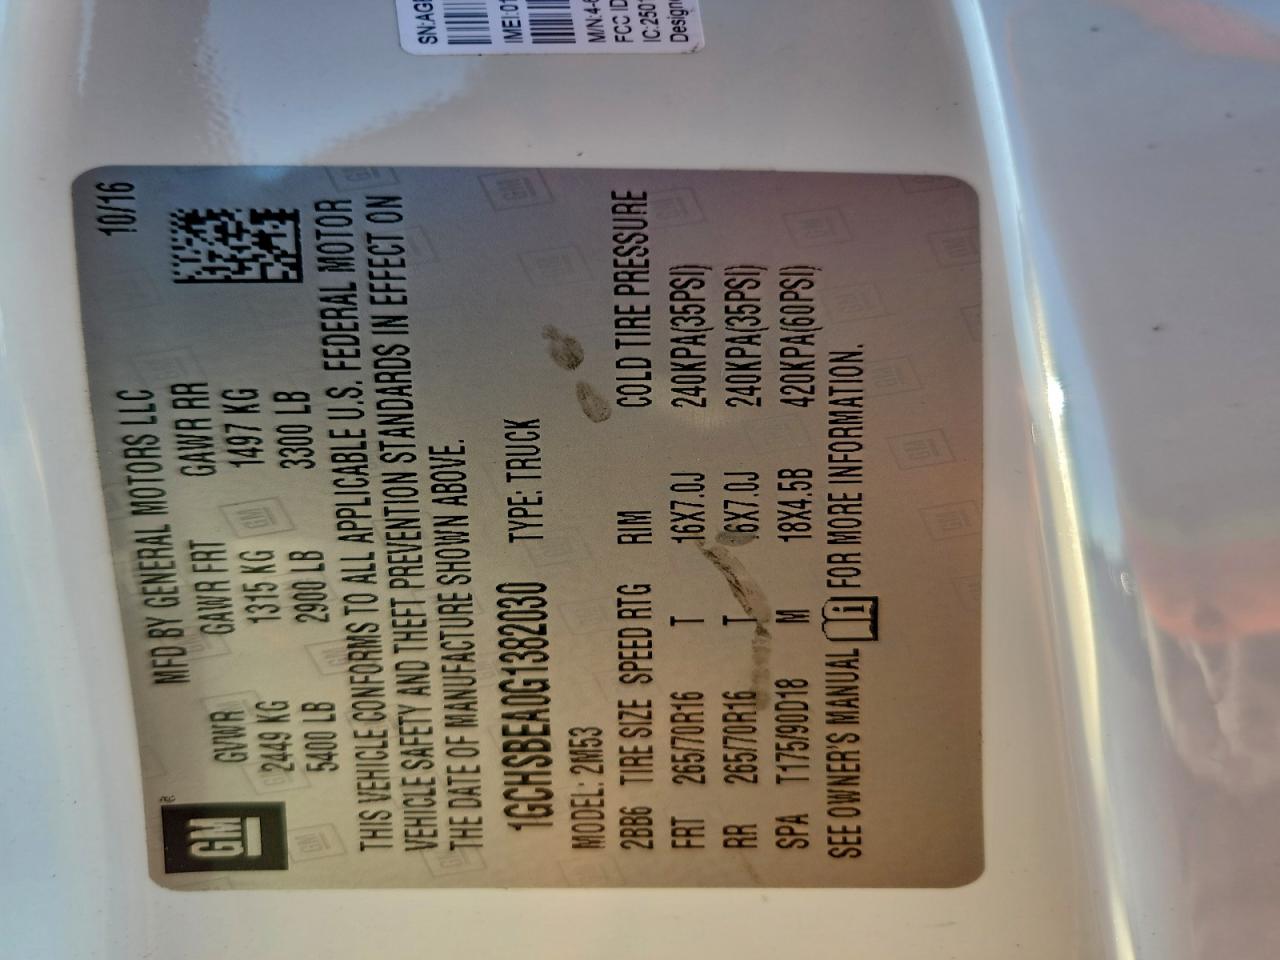 SN:AG
IMEI:01
M/N:4-
FCC ID
IC:2501
Design
GM
10/16
MFD BY GENERAL MOTORS LLC
GVWR GAWR FRT GAWR RR
2449 KG 1315 KG 1497 KG
5400 LB 2900 LB 3300 LB
THIS VEHICLE CONFORMS TO ALL APPLICABLE U.S. FEDERAL MOTOR
VEHICLE SAFETY AND THEFT PREVENTION STANDARDS IN EFFECT ON
THE DATE OF MANUFACTURE SHOWN ABOVE.
1GCHSBEA0G1382030 TYPE: TRUCK
MODEL: 2M53
2BB6 TIRE SIZE SPEED RTG RIM COLD TIRE PRESSURE
FRT 265/70R16 T 16X7.0J 240KPA(35PSI)
RR 265/70R16 T 16X7.0J 240KPA(35PSI)
SPA T175/90D18 M 18X4.5B 420KPA(60PSI)
SEE OWNER'S MANUAL i FOR MORE INFORMATION.